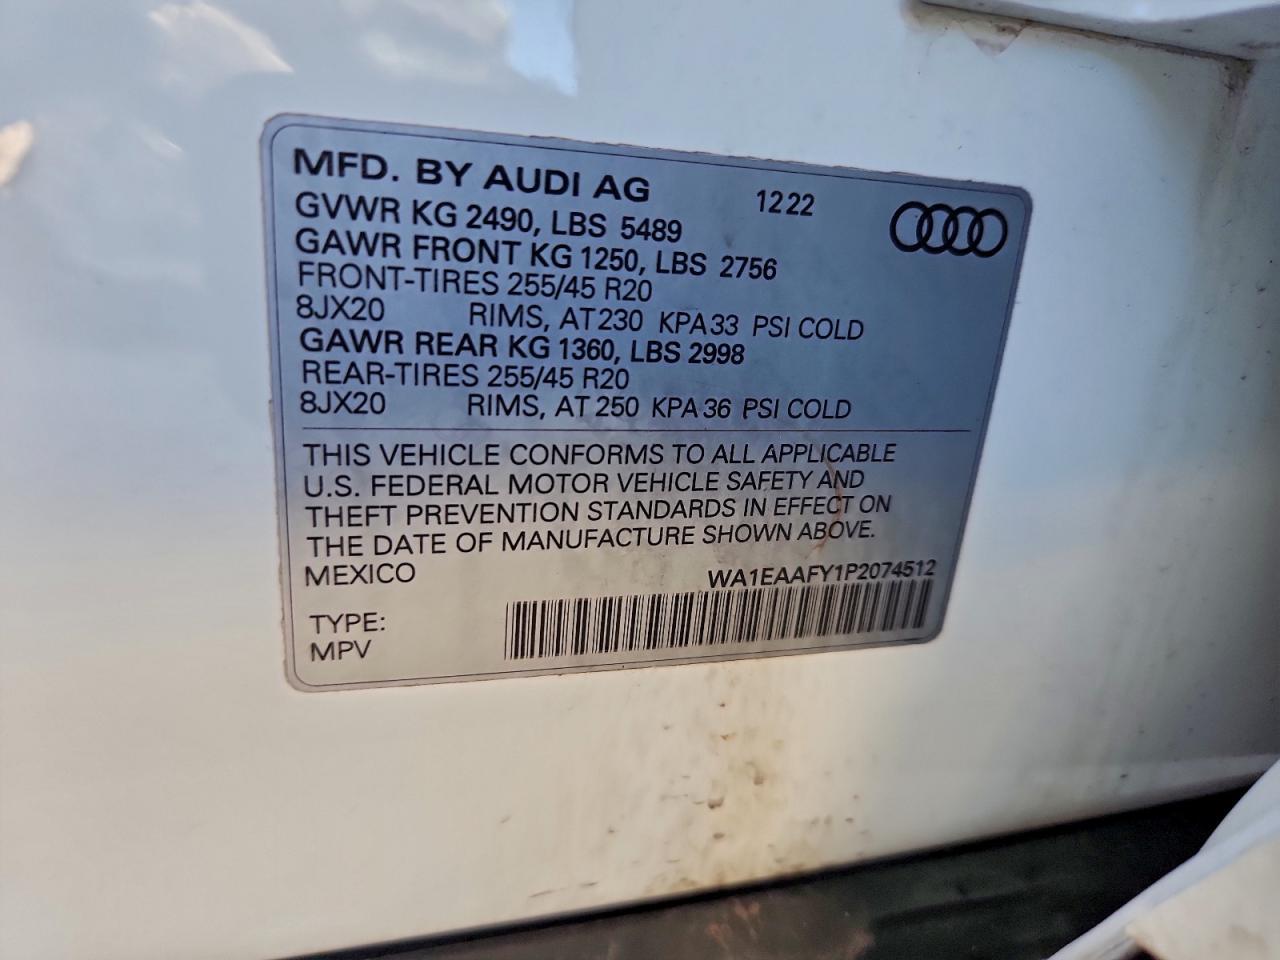 MFD. BY AUDI AG 1222
GVWR KG 2490, LBS 5489
GAWR FRONT KG 1250, LBS 2756
FRONT-TIRES 255/45 R20
8JX20 RIMS, AT 230 KPA 33 PSI COLD
GAWR REAR KG 1360, LBS 2998
REAR-TIRES 255/45 R20
8JX20 RIMS, AT 250 KPA 36 PSI COLD
THIS VEHICLE CONFORMS TO ALL APPLICABLE
U.S. FEDERAL MOTOR VEHICLE SAFETY AND
THEFT PREVENTION STANDARDS IN EFFECT ON
THE DATE OF MANUFACTURE SHOWN ABOVE.
MEXICO WA1EAAFY1P2074512
TYPE:
MPV